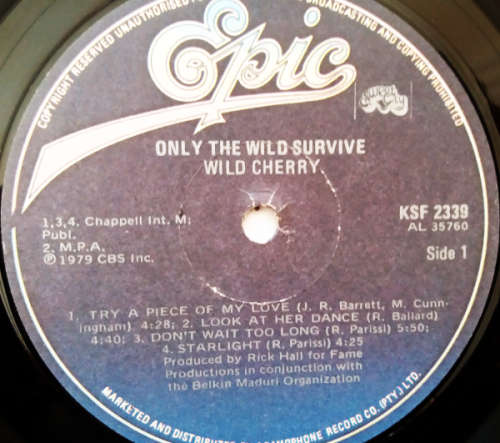 COPYRIGHT RESERVED UNAUTHORISED BROADCASTING AND COPYING PROHIBITED
Epic
Sweet City
ONLY THE WILD SURVIVE
WILD CHERRY
1,3,4. Chappell Int. M;
Publ.
2. M.P.A.
℗ 1979 CBS Inc.
KSF 2339
AL 35760
Side 1
1. TRY A PIECE OF MY LOVE (J. R. Barrett, M. Cunn-
ingham) 4:28; 2. LOOK AT HER DANCE (R. Ballard)
4:40; 3. DON'T WAIT TOO LONG (R. Parissi) 5:50;
4. STARLIGHT (R. Parissi) 4:25
Produced by Rick Hall for Fame
Productions in conjunction with
the Belkin Maduri Organization
MARKETED AND DISTRIBUTED BY GRAMOPHONE RECORD CO. (PTY.) LTD.